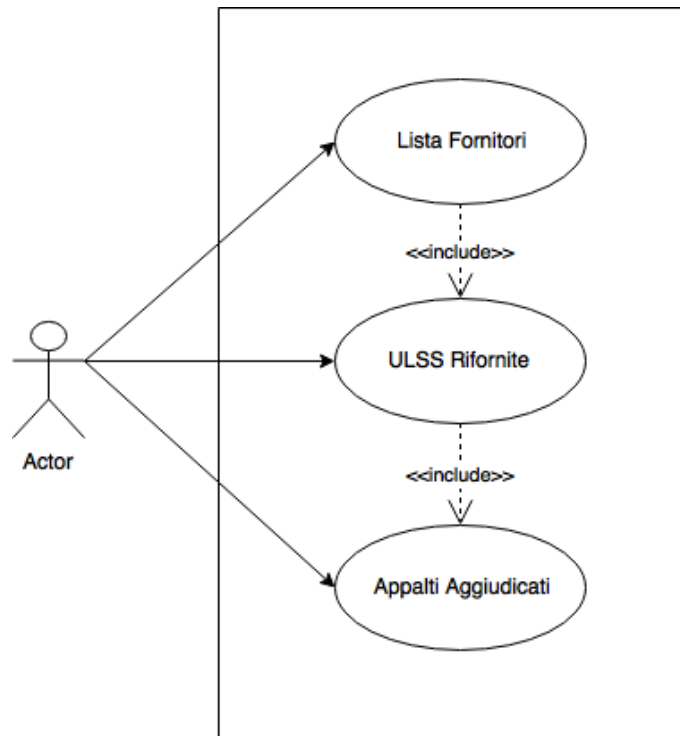 Lista Fornitori
<<include>>
ULSS Rifornite
Actor
<<include>>
Appalti Aggiudicati